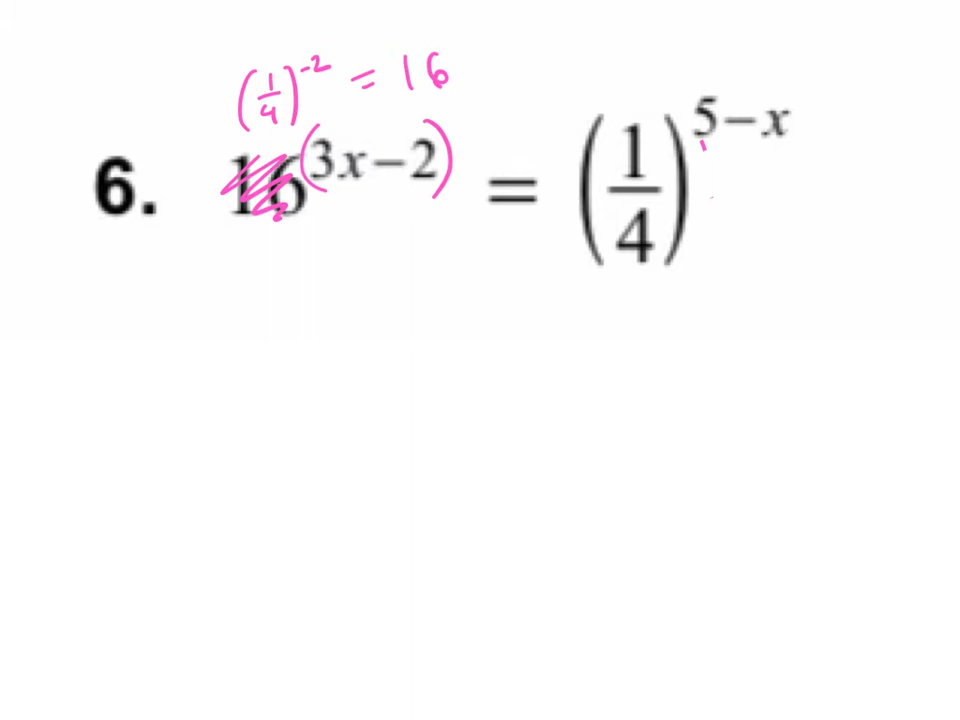 (1/4)^-2 = 16
6. 16^(3x-2) = (1/4)^5-x